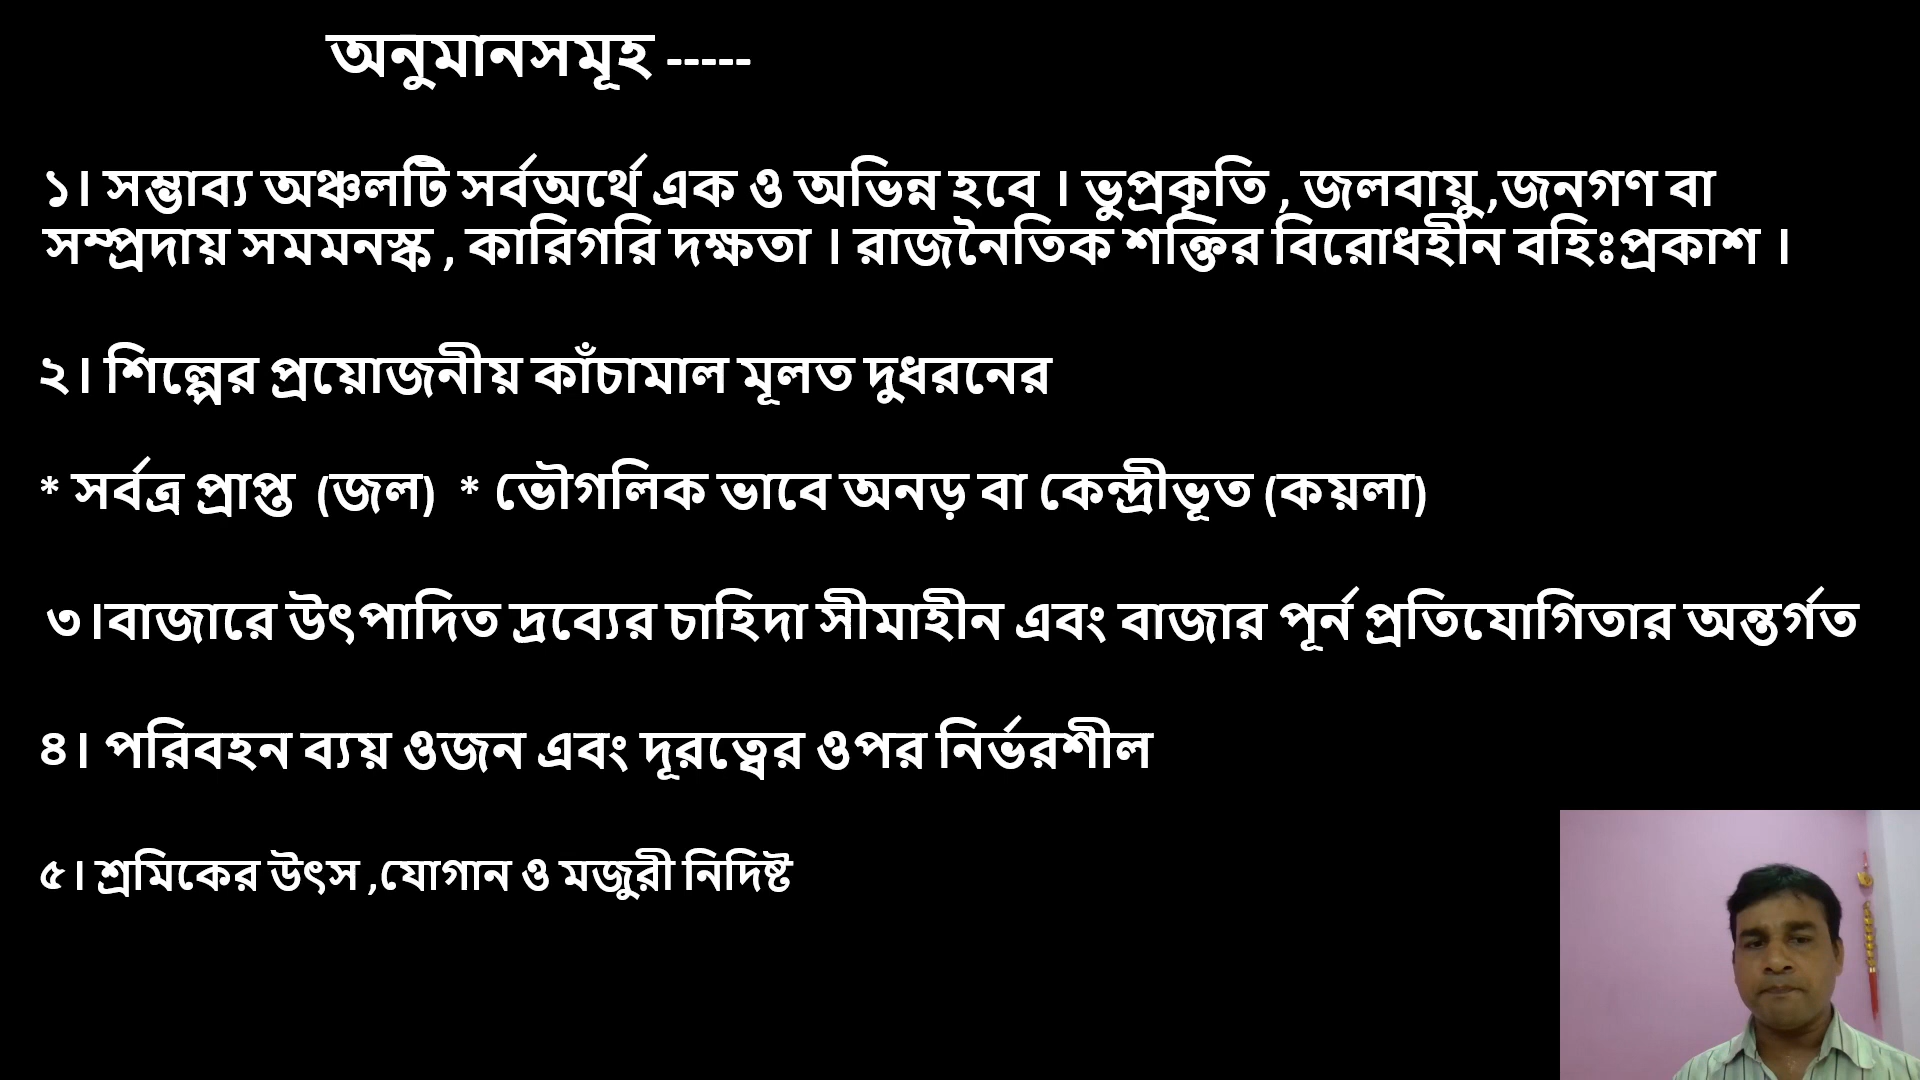 অনুমানসমূহ -----
১। সম্ভাব্য অঞ্চলটি সর্বঅর্থে এক ও অভিন্ন হবে । ভুপ্রকৃতি , জলবায়ু ,জনগণ বা
সম্প্রদায় সমমনস্ক , কারিগরি দক্ষতা । রাজনৈতিক শক্তির বিরোধহীন বহিঃপ্রকাশ ।
২। শিল্পের প্রয়োজনীয় কাঁচামাল মূলত দুধরনের
* সর্বত্র প্রাপ্ত (জল) * ভৌগলিক ভাবে অনড় বা কেন্দ্রীভূত (কয়লা)
৩।বাজারে উৎপাদিত দ্রব্যের চাহিদা সীমাহীন এবং বাজার পূর্ন প্রতিযোগিতার অন্তর্গত
৪। পরিবহন ব্যয় ওজন এবং দূরত্বের ওপর নির্ভরশীল
৫। শ্রমিকের উৎস ,যোগান ও মজুরী নিদিষ্ট